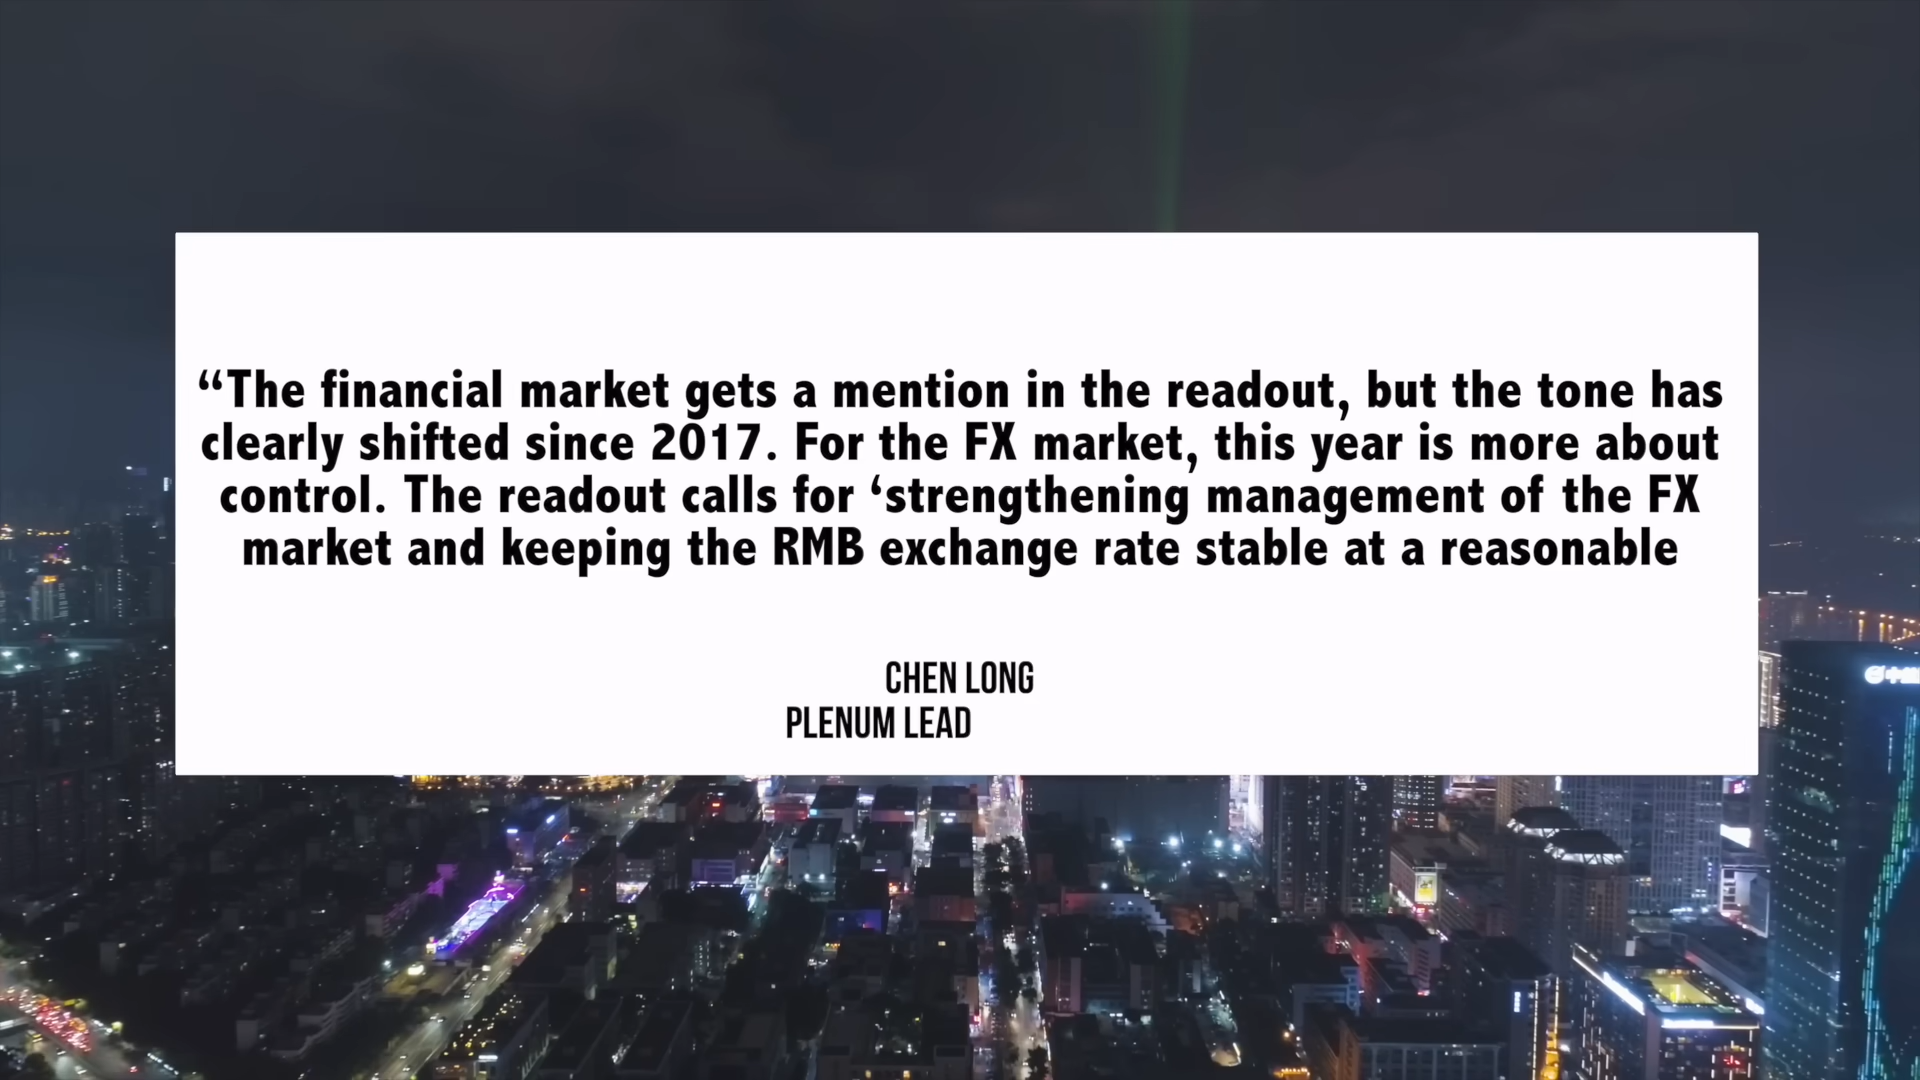 “The financial market gets a mention in the readout, but the tone has
clearly shifted since 2017. For the FX market, this year is more about
control. The readout calls for ‘strengthening management of the FX
market and keeping the RMB exchange rate stable at a reasonable
CHEN LONG
PLENUM LEAD